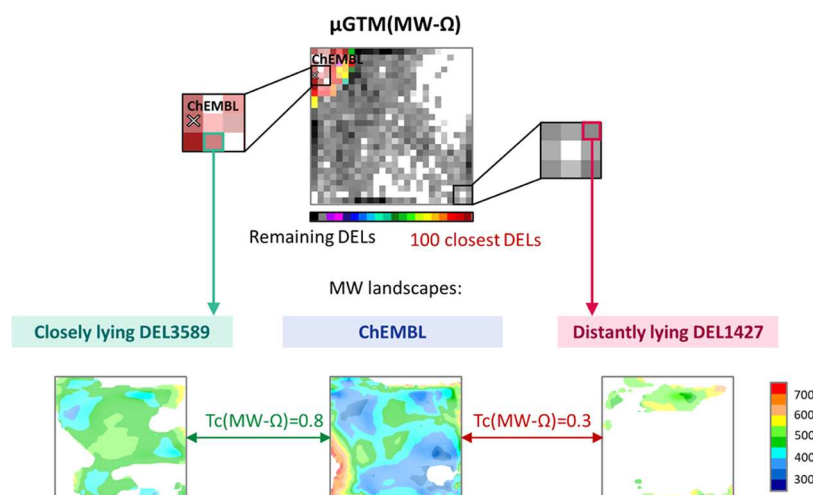 μGTM(MW-Ω)
ChEMBL
ChEMBL
Remaining DELs
100 closest DELs
MW landscapes:
Closely lying DEL3589
ChEMBL
Distantly lying DEL1427
Tc(MW-Ω)=0.8
Tc(MW-Ω)=0.3
700
600
500
400
300